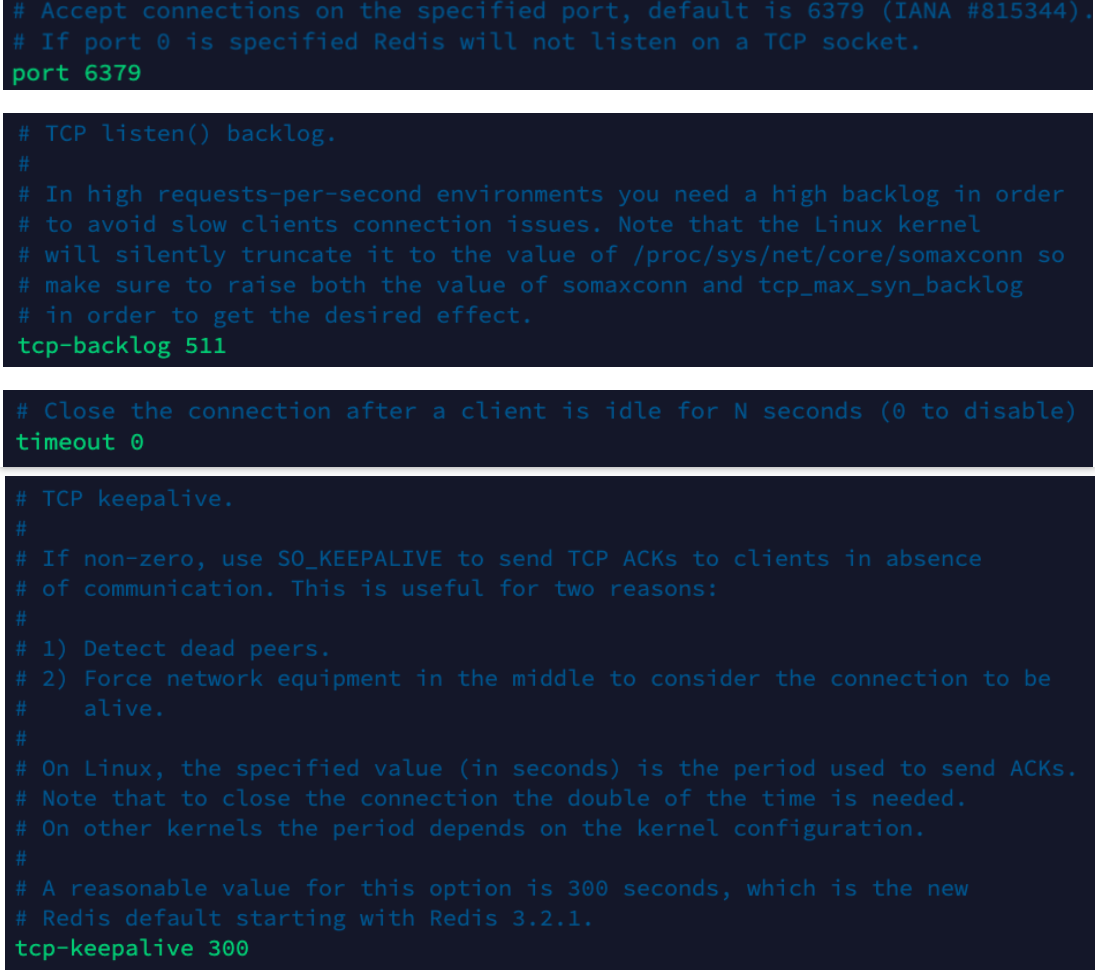 # Accept connections on the specified port, default is 6379 (IANA #815344).
# If port 0 is specified Redis will not listen on a TCP socket.
port 6379
# TCP listen() backlog.
#
# In high requests-per-second environments you need a high backlog in order
# to avoid slow clients connection issues. Note that the Linux kernel
# will silently truncate it to the value of /proc/sys/net/core/somaxconn so
# make sure to raise both the value of somaxconn and tcp_max_syn_backlog
# in order to get the desired effect.
tcp-backlog 511
# Close the connection after a client is idle for N seconds (0 to disable)
timeout 0
# TCP keepalive.
#
# If non-zero, use SO_KEEPALIVE to send TCP ACKs to clients in absence
# of communication. This is useful for two reasons:
#
# 1) Detect dead peers.
# 2) Force network equipment in the middle to consider the connection to be
#    alive.
#
# On Linux, the specified value (in seconds) is the period used to send ACKs.
# Note that to close the connection the double of the time is needed.
# On other kernels the period depends on the kernel configuration.
#
# A reasonable value for this option is 300 seconds, which is the new
# Redis default starting with Redis 3.2.1.
tcp-keepalive 300